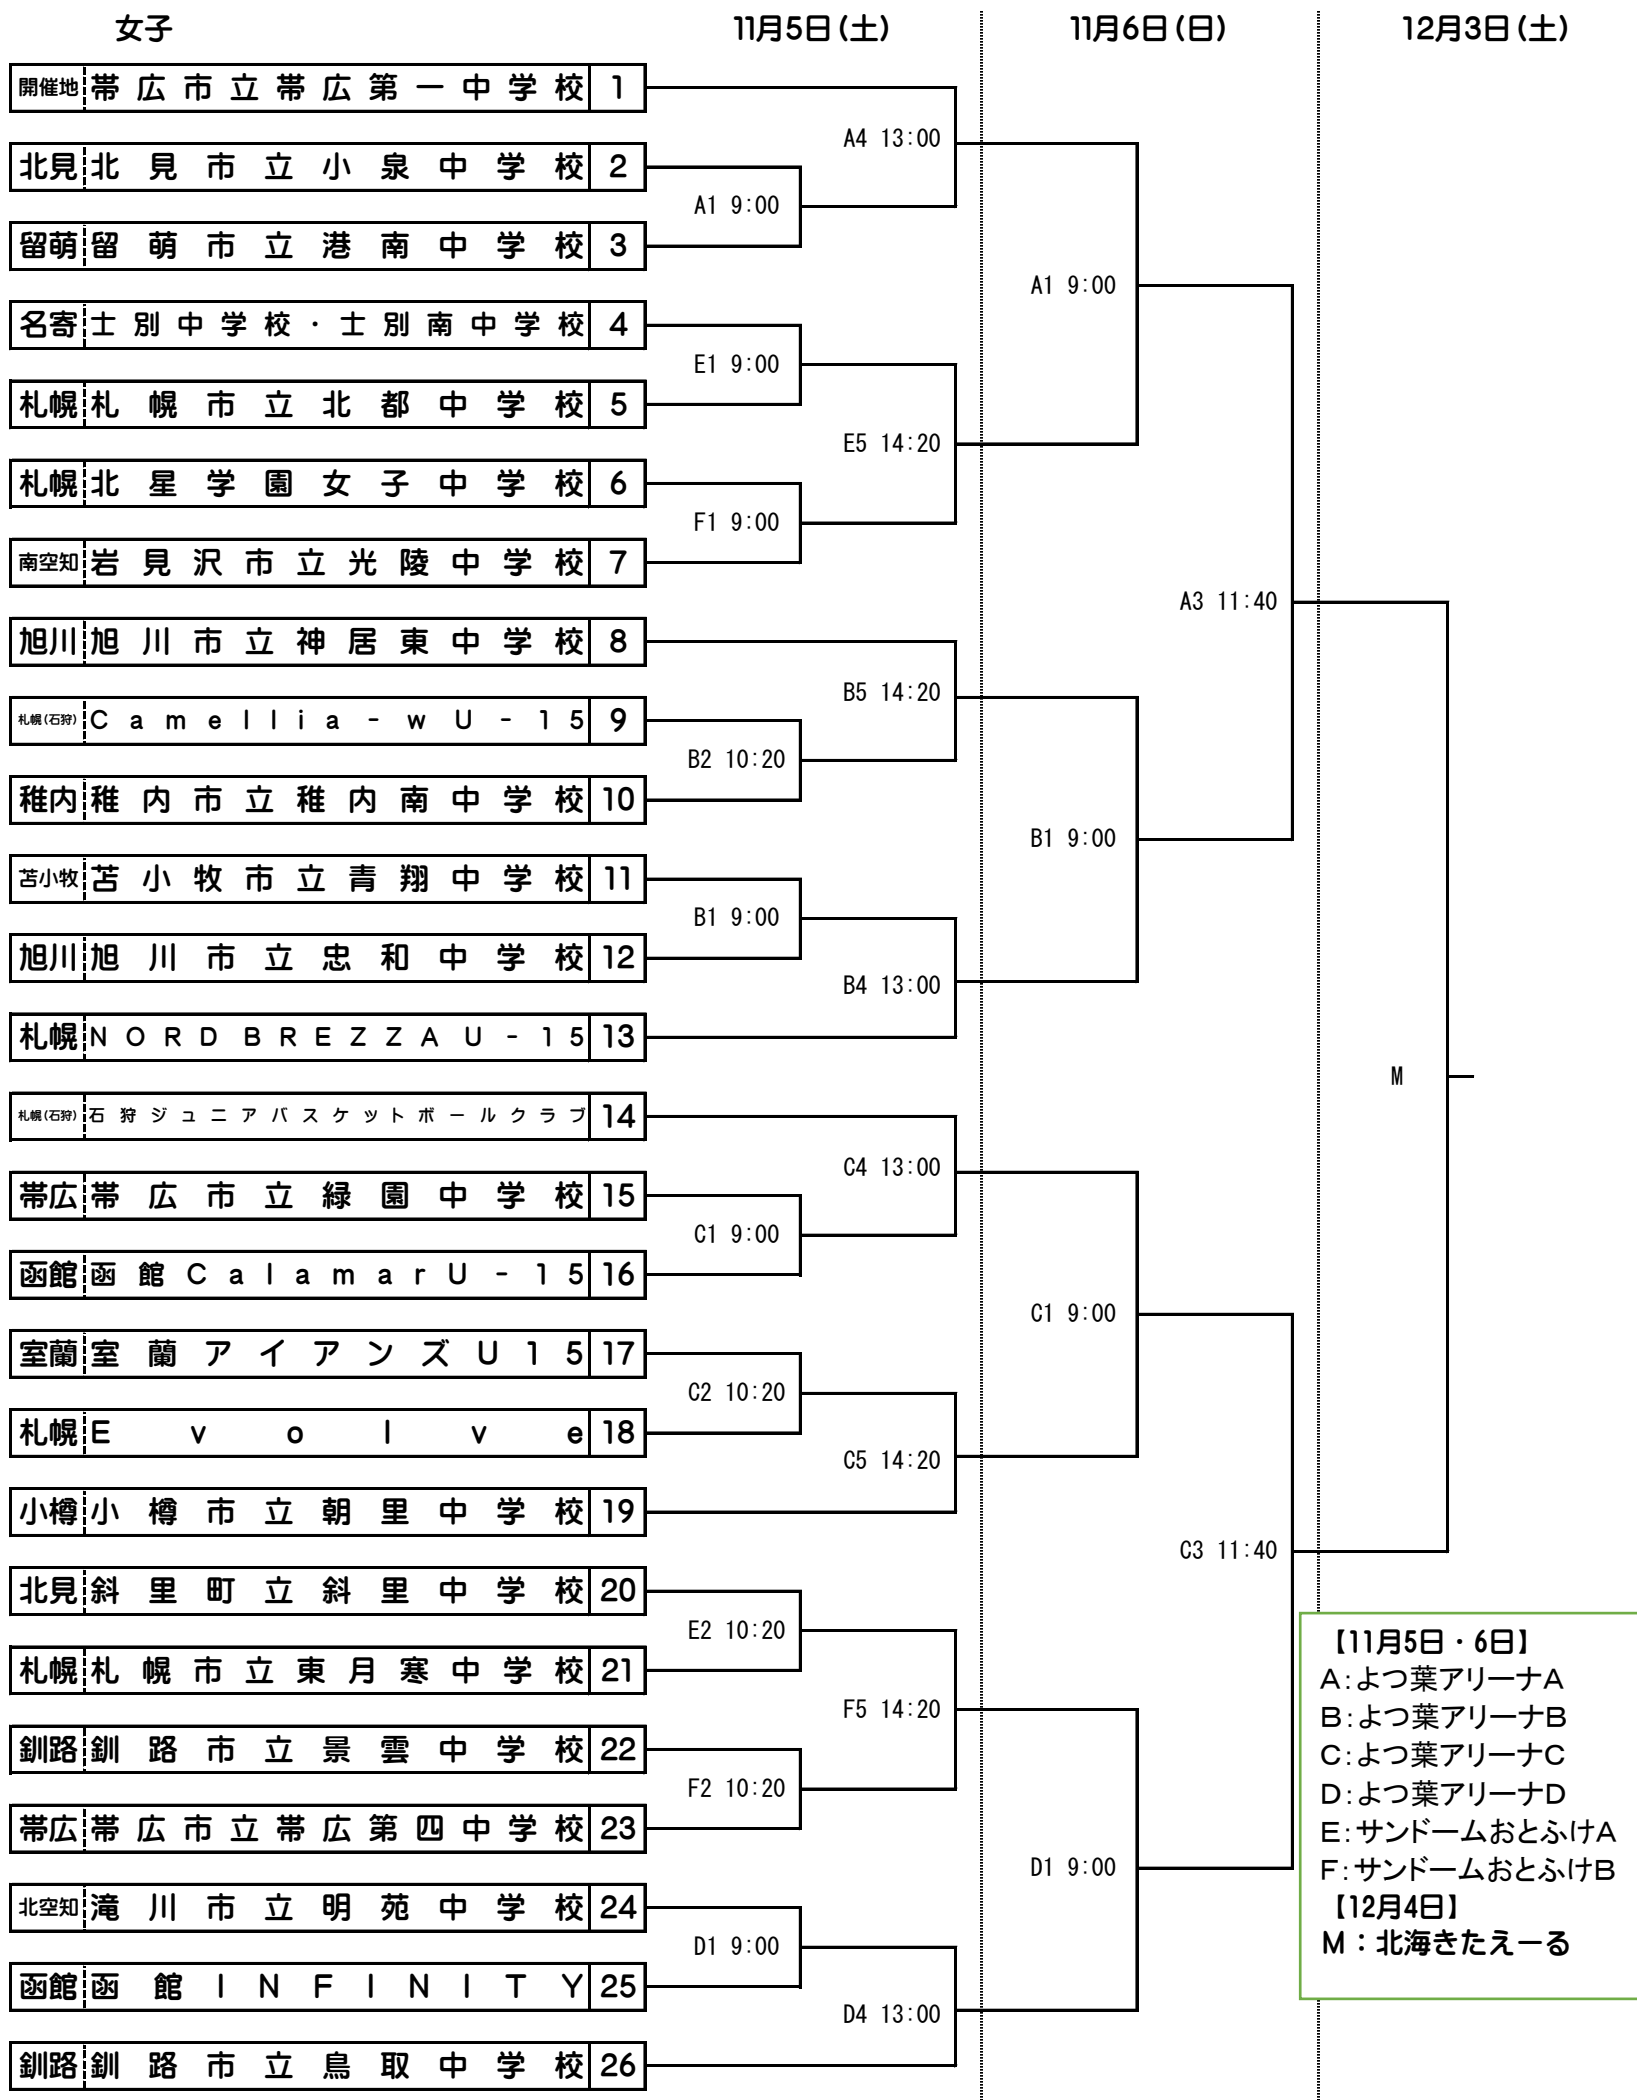 女子 11月5日(土) 11月6日(日) 12月3日(土)
開催地 帯広市立帯広第一中学校 1
A4 13:00
北見 北見市立小泉中学校 2
A1 9:00
留萌 留萌市立港南中学校 3
A1 9:00
名寄 士別中学校・士別南中学校 4
E1 9:00
札幌 札幌市立北都中学校 5
E5 14:20
札幌 北星学園女子中学校 6
F1 9:00
南空知 岩見沢市立光陵中学校 7
A3 11:40
旭川 旭川市立神居東中学校 8
B5 14:20
札幌(石狩) Camellia-wU-15 9
B2 10:20
稚内 稚内市立稚内南中学校 10
B1 9:00
苫小牧 苫小牧市立青翔中学校 11
B1 9:00
旭川 旭川市立忠和中学校 12
B4 13:00
札幌 NORDBREZZAU-15 13
M
札幌(石狩) 石狩ジュニアバスケットボールクラブ 14
C4 13:00
帯広 帯広市立緑園中学校 15
C1 9:00
函館 函館CalamarU-15 16
C1 9:00
室蘭 室蘭アイアンズU15 17
C2 10:20
札幌 Evolve 18
C5 14:20
小樽 小樽市立朝里中学校 19
C3 11:40
北見 斜里町立斜里中学校 20
E2 10:20
札幌 札幌市立東月寒中学校 21
F5 14:20
釧路 釧路市立景雲中学校 22
F2 10:20
帯広 帯広市立帯広第四中学校 23
D1 9:00
北空知 滝川市立明苑中学校 24
D1 9:00
函館 函館INFINITY 25
D4 13:00
釧路 釧路市立鳥取中学校 26
【11月5日・6日】
A:よつ葉アリーナA
B:よつ葉アリーナB
C:よつ葉アリーナC
D:よつ葉アリーナD
E:サンドームおとふけA
F:サンドームおとふけB
【12月4日】
M：北海きたえーる